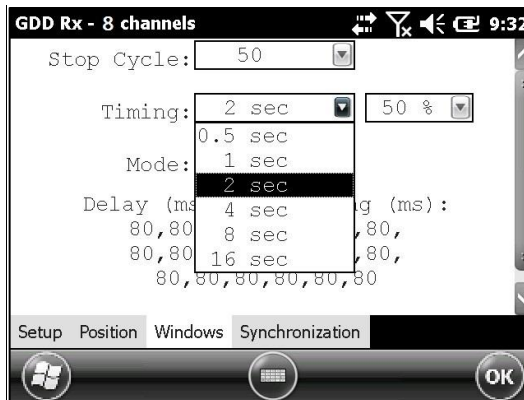 GDD Rx - 8 channels 9:32
Stop Cycle: 50
Timing: 2 sec 50 %
0.5 sec
Mode: 1 sec
2 sec
Delay (ms 4 sec g (ms):
80,80 8 sec ,80,
80,80 16 sec ,80,
80,80,80,80,80,80
Setup Position Windows Synchronization
OK